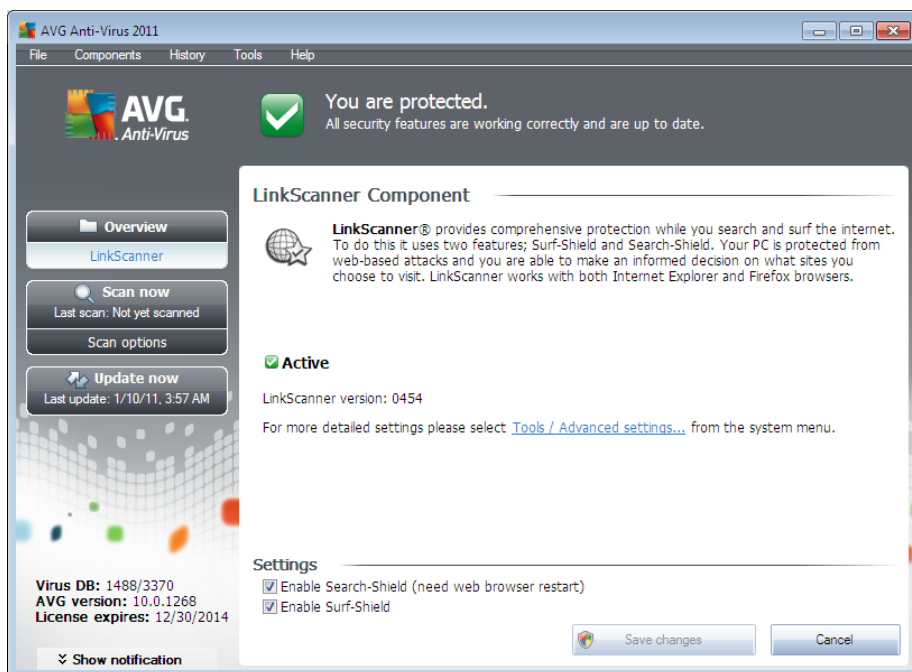 AVG Anti-Virus 2011
File Components History Tools Help
AVG.
Anti-Virus
You are protected.
All security features are working correctly and are up to date.
Overview
LinkScanner
Scan now
Last scan: Not yet scanned
Scan options
Update now
Last update: 1/10/11, 3:57 AM
Virus DB: 1488/3370
AVG version: 10.0.1268
License expires: 12/30/2014
Show notification
LinkScanner Component
LinkScanner® provides comprehensive protection while you search and surf the internet.
To do this it uses two features; Surf-Shield and Search-Shield. Your PC is protected from
web-based attacks and you are able to make an informed decision on what sites you
choose to visit. LinkScanner works with both Internet Explorer and Firefox browsers.
Active
LinkScanner version: 0454
For more detailed settings please select Tools / Advanced settings... from the system menu.
Settings
Enable Search-Shield (need web browser restart)
Enable Surf-Shield
Save changes
Cancel